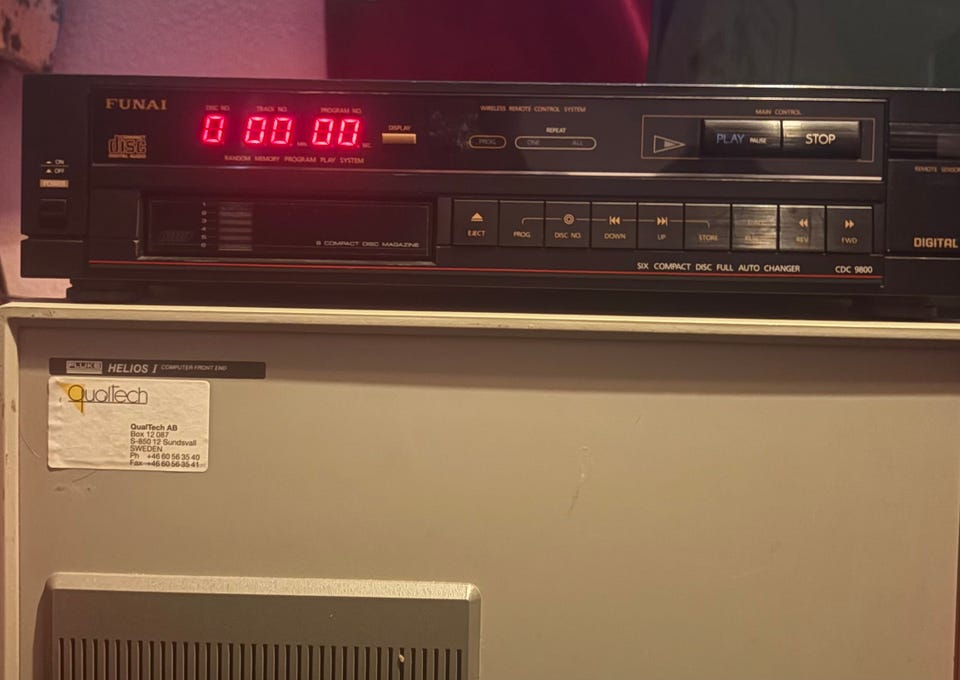 FUNAI
DISC NO. TRACK NO. PROGRAM NO.
0 00 MIN. 00 SEC.
DISPLAY
COMPACT disc DIGITAL AUDIO
RANDOM MEMORY PROGRAM PLAY SYSTEM
WIRELESS REMOTE CONTROL SYSTEM
REPEAT
PROG. ONE ALL
MAIN CONTROL
PLAY PAUSE STOP
ON
OFF
POWER
REMOTE SENSOR
1
2
3
4
5
6
6 COMPACT DISC MAGAZINE
EJECT PROG DISC NO. DOWN UP STORE REV FWD
DIGITAL
SIX COMPACT DISC FULL AUTO CHANGER CDC 9800
FLUKE HELIOS I COMPUTER FRONT END
QualTech
QualTech AB
Box 12 087
S-850 12 Sundsvall
SWEDEN
Ph +46 60 56 35 40
Fax +46 60 56 35 41